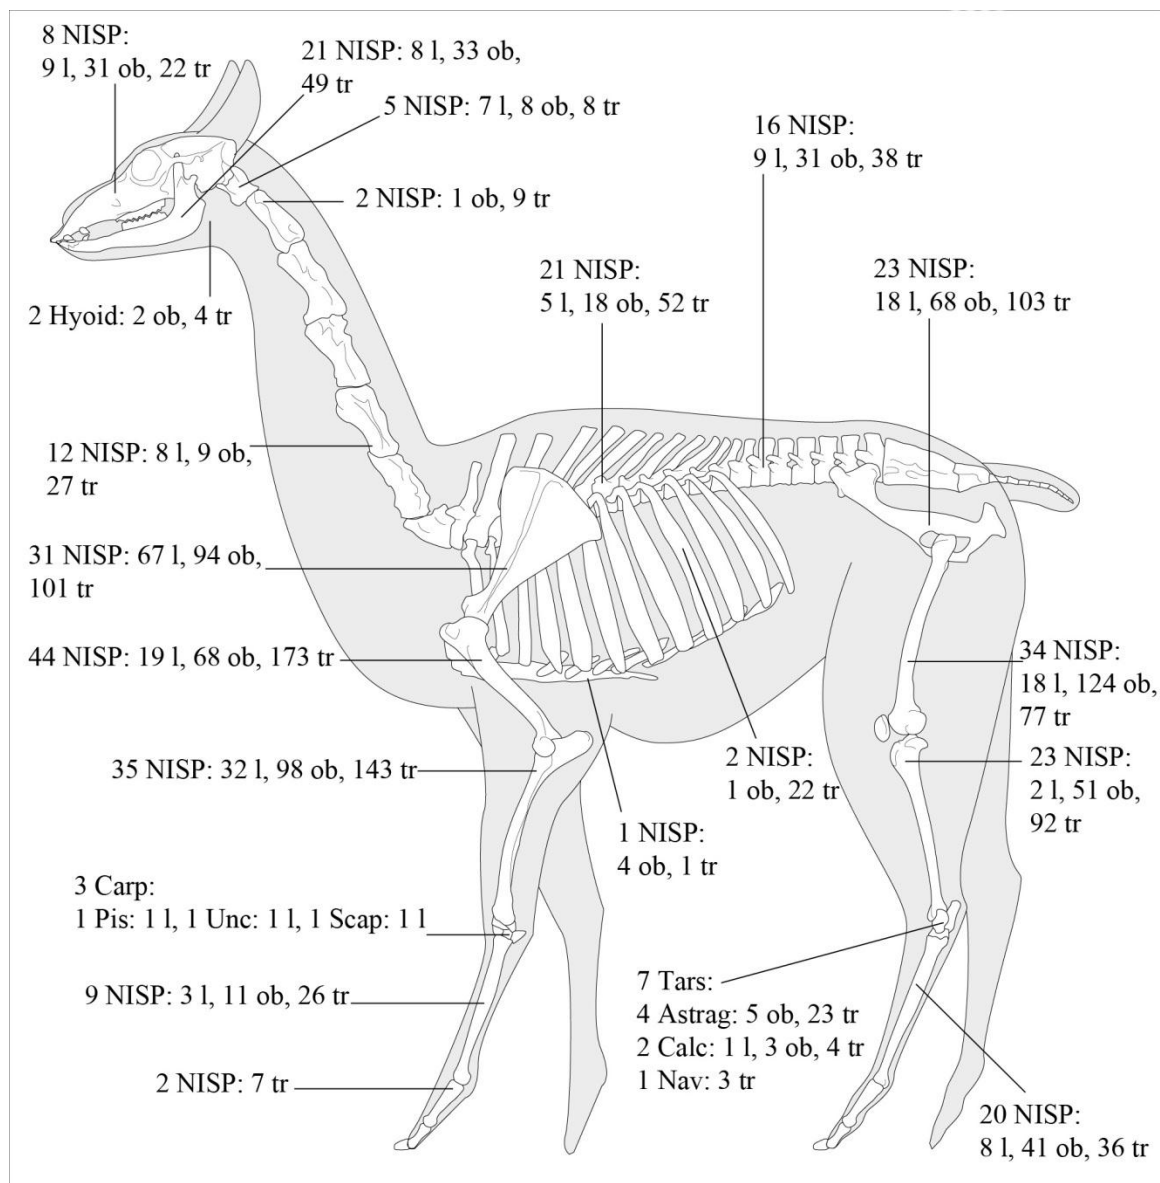 8 NISP:
9 l, 31 ob, 22 tr
21 NISP: 8 l, 33 ob,
49 tr
5 NISP: 7 l, 8 ob, 8 tr
2 NISP: 1 ob, 9 tr
16 NISP:
9 l, 31 ob, 38 tr
21 NISP:
5 l, 18 ob, 52 tr
23 NISP:
18 l, 68 ob, 103 tr
2 Hyoid: 2 ob, 4 tr
12 NISP: 8 l, 9 ob,
27 tr
31 NISP: 67 l, 94 ob,
101 tr
44 NISP: 19 l, 68 ob, 173 tr
34 NISP:
18 l, 124 ob,
77 tr
35 NISP: 32 l, 98 ob, 143 tr
2 NISP:
1 ob, 22 tr
23 NISP:
2 l, 51 ob,
92 tr
1 NISP:
4 ob, 1 tr
3 Carp:
1 Pis: 1 l, 1 Unc: 1 l, 1 Scap: 1 l
9 NISP: 3 l, 11 ob, 26 tr
7 Tars:
4 Astrag: 5 ob, 23 tr
2 Calc: 1 l, 3 ob, 4 tr
1 Nav: 3 tr
2 NISP: 7 tr
20 NISP:
8 l, 41 ob, 36 tr